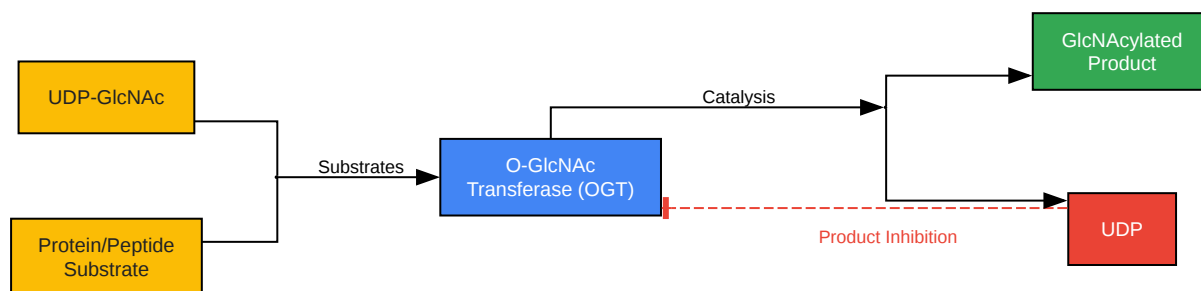 UDP-GlcNAc
Protein/Peptide
Substrate
Substrates
O-GlcNAc
Transferase (OGT)
Catalysis
GlcNAcylated
Product
UDP
Product Inhibition